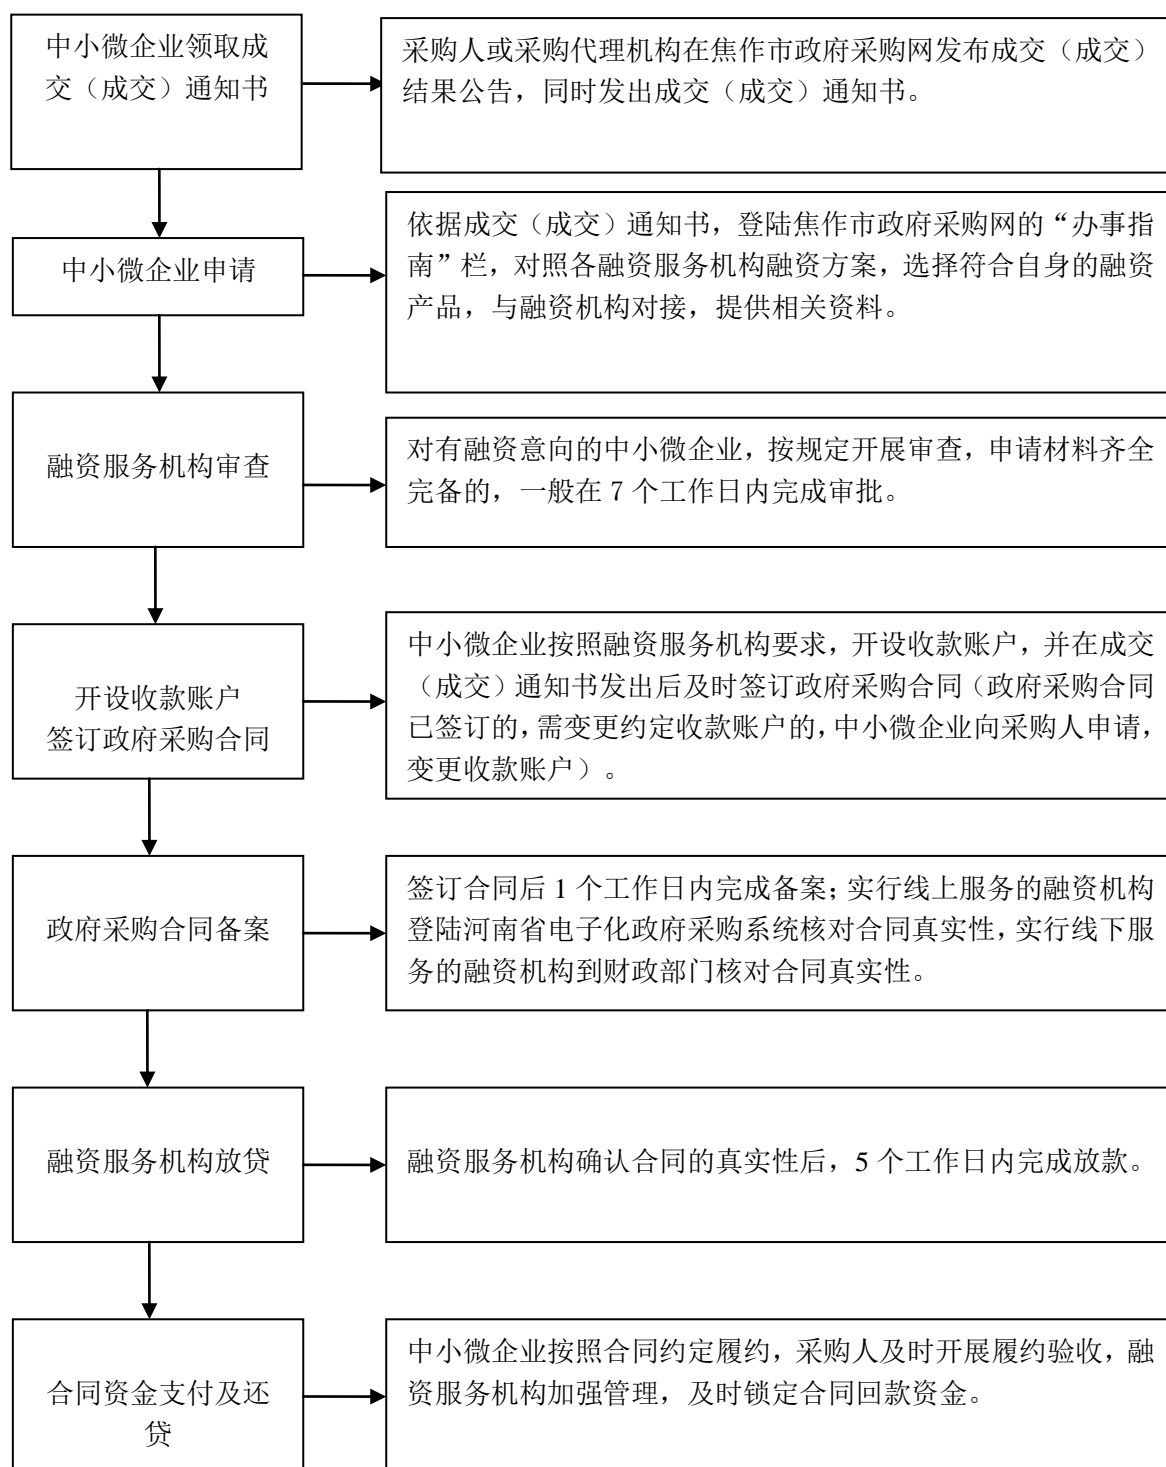 中小微企业领取成
交（成交）通知书
采购人或采购代理机构在焦作市政府采购网发布成交（成交）
结果公告，同时发出成交（成交）通知书。
中小微企业申请
依据成交（成交）通知书，登陆焦作市政府采购网的“办事指
南”栏，对照各融资服务机构融资方案，选择符合自身的融资
产品，与融资机构对接，提供相关资料。
融资服务机构审查
对有融资意向的中小微企业，按规定开展审查，申请材料齐全
完备的，一般在 7 个工作日内完成审批。
开设收款账户
签订政府采购合同
中小微企业按照融资服务机构要求，开设收款账户，并在成交
（成交）通知书发出后及时签订政府采购合同（政府采购合同
已签订的，需变更约定收款账户的，中小微企业向采购人申请，
变更收款账户）。
政府采购合同备案
签订合同后 1 个工作日内完成备案；实行线上服务的融资机构
登陆河南省电子化政府采购系统核对合同真实性，实行线下服
务的融资机构到财政部门核对合同真实性。
融资服务机构放贷
融资服务机构确认合同的真实性后，5 个工作日内完成放款。
合同资金支付及还
贷
中小微企业按照合同约定履约，采购人及时开展履约验收，融
资服务机构加强管理，及时锁定合同回款资金。